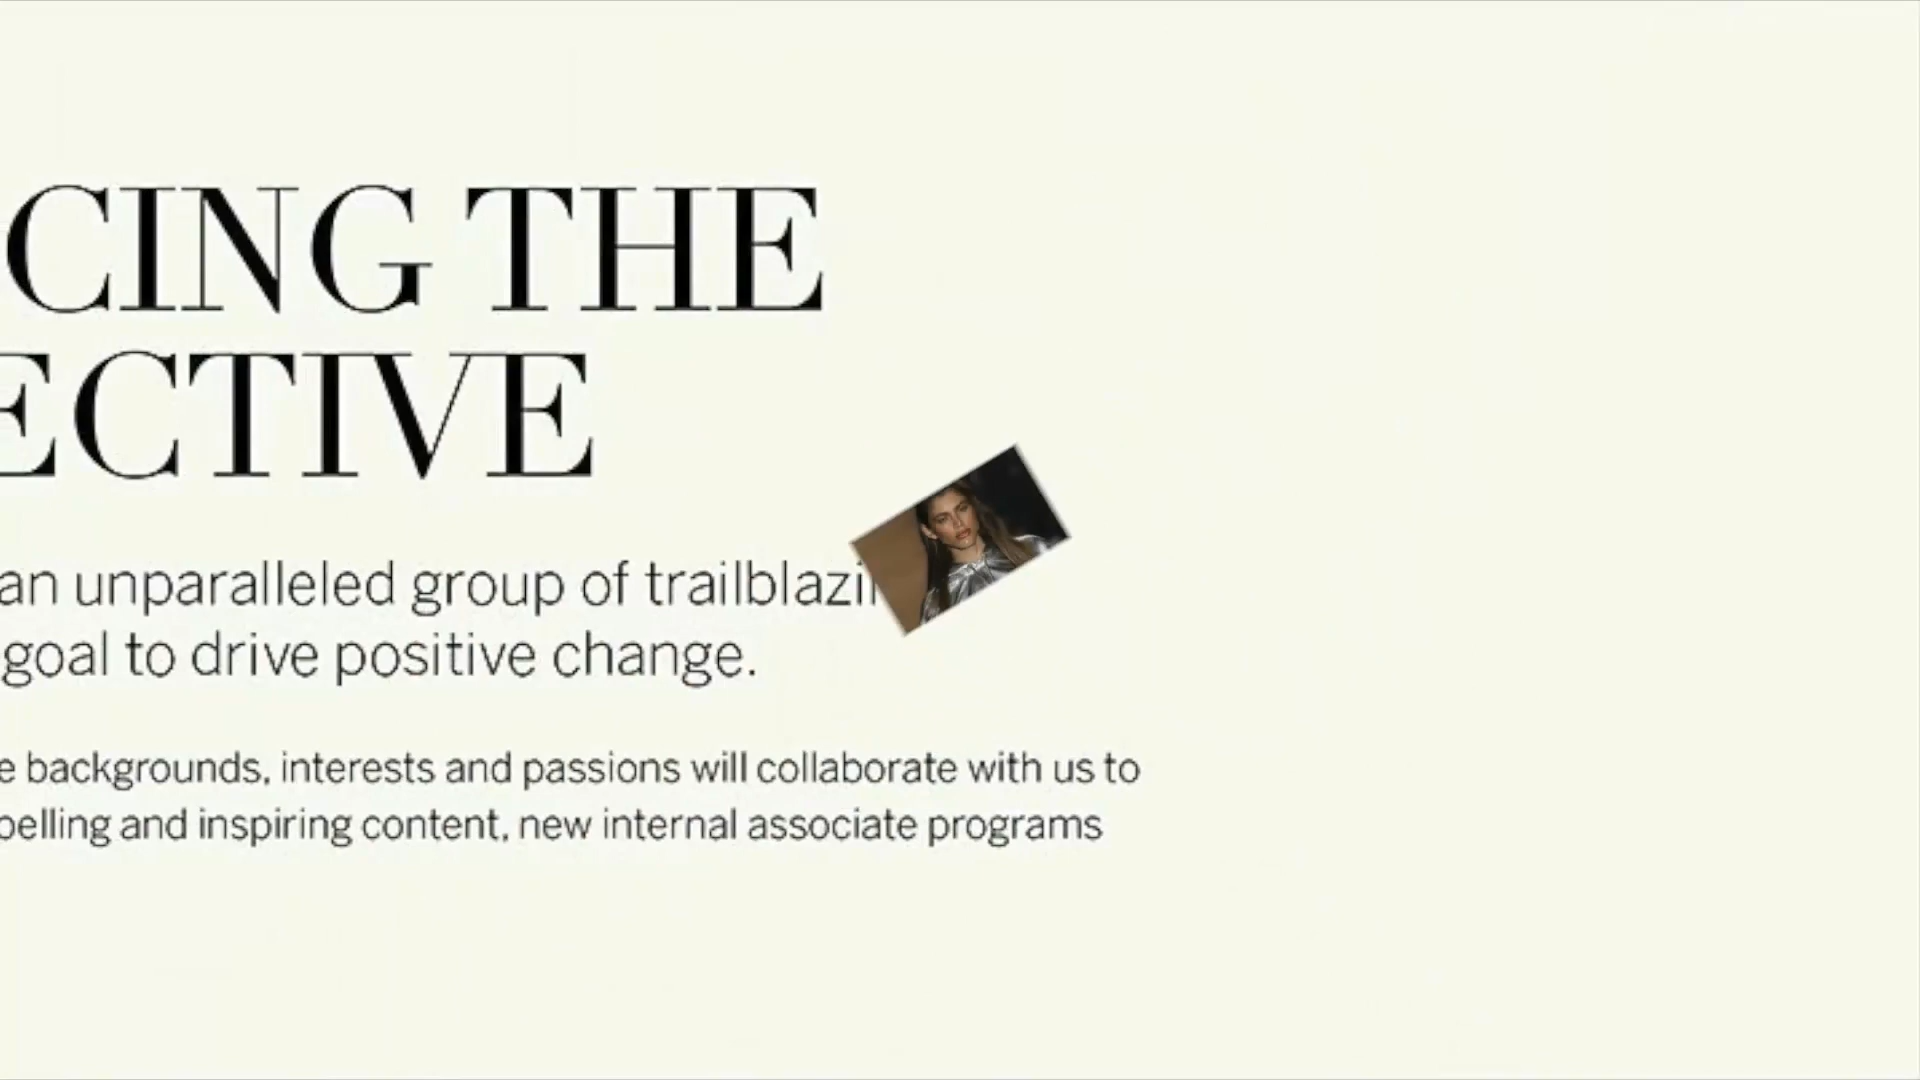 CING THE
ECTIVE
an unparalleled group of trailblazi
goal to drive positive change.
e backgrounds, interests and passions will collaborate with us to
pelling and inspiring content, new internal associate programs